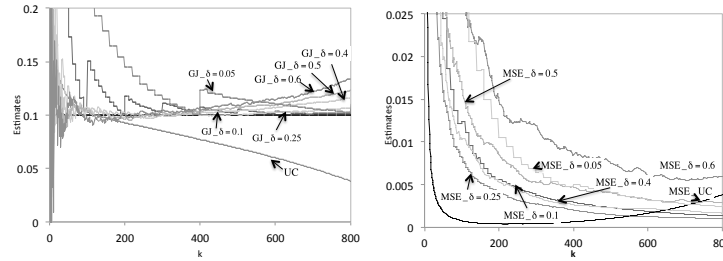 0.2
0.15
0.1
0.05
0
Estimates
0
200
400
600
800
k
GJ_δ = 0.05
GJ_δ = 0.4
GJ_δ = 0.5
GJ_δ = 0.6
GJ_δ = 0.1
GJ_δ = 0.25
UC
0.025
0.02
0.015
0.01
0.005
0
Estimates
0
200
400
600
800
k
MSE_δ = 0.5
MSE_δ = 0.05
MSE_δ = 0.6
MSE_δ = 0.4
MSE_UC
MSE_δ = 0.25
MSE_δ = 0.1